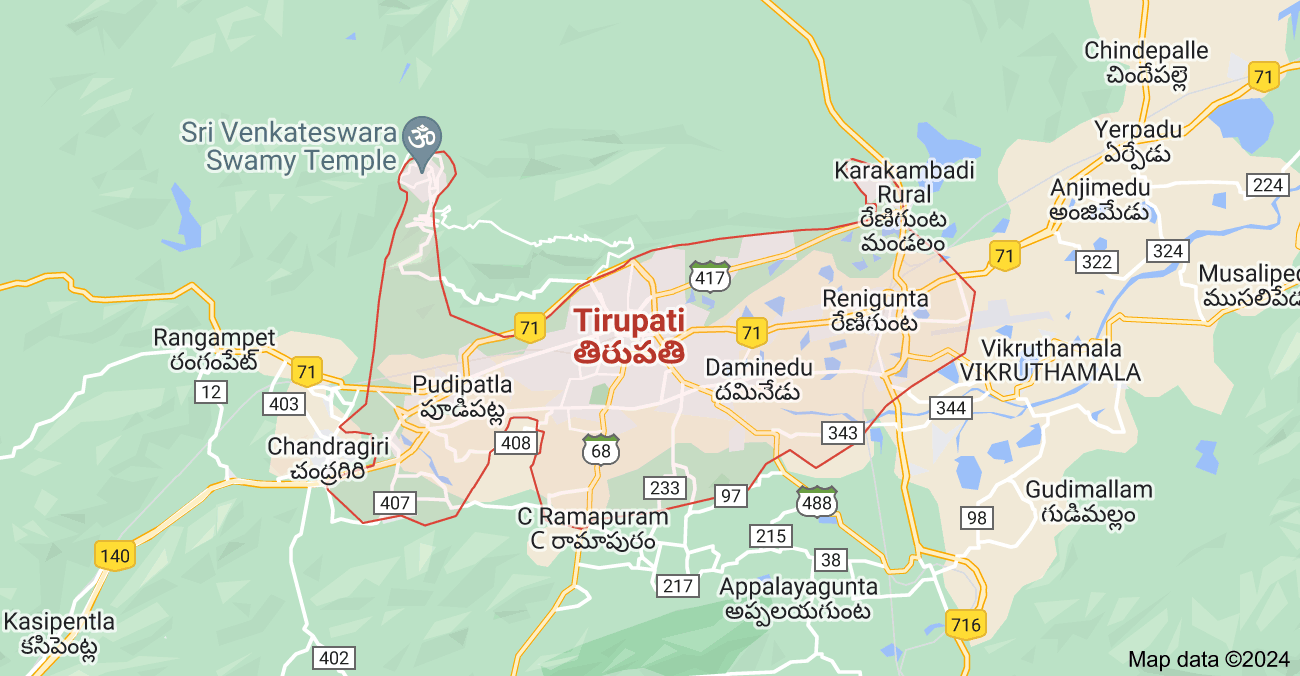 Chindepalle
చిందేపల్లె
71
Sri Venkateswara
Swamy Temple
Yerpadu
ఏర్పేడు
Karakambadi
Rural
రేణిగుంట
మండలం
Anjimedu
అంజిమేడు
224
324
322
71
417
Musaliped
ముసలిపేడ
Renigunta
రేణిగుంట
Tirupati
తిరుపతి
71
71
Rangampet
రంగంపేట్
71
Vikruthamala
VIKRUTHAMALA
Daminedu
దమినేడు
Pudipatla
పూడిపట్ల
12
403
344
343
408
Chandragiri
చంద్రగిరి
68
233
97
488
407
Gudimallam
గుడిమల్లం
98
C Ramapuram
C రామాపురం
215
38
140
217
Appalayagunta
అప్పలయగుంట
716
Kasipentla
కసిపెంట్ల
402
Map data ©2024